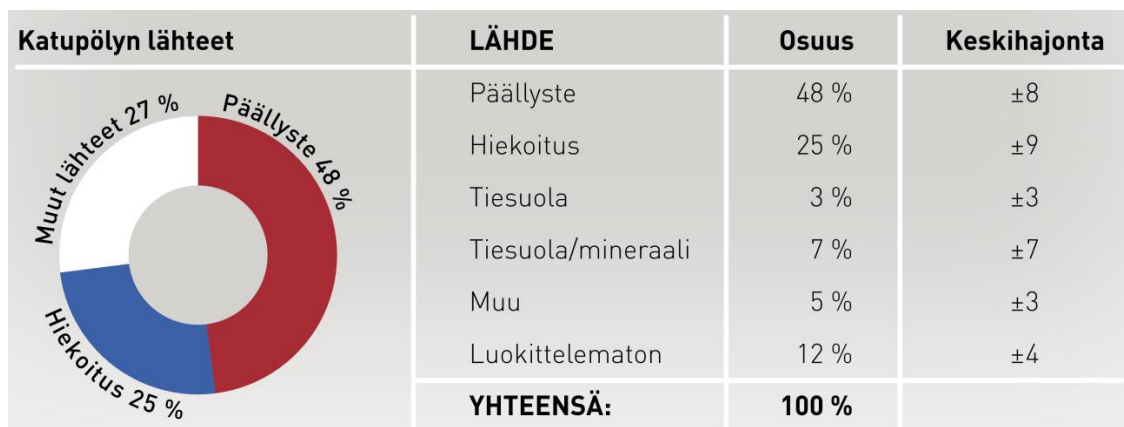 Katupölyn lähteet
Muut lähteet 27 %
Päällyste 48 %
Hiekoitus 25 %
LÄHDE Osuus Keskihajonta
Päällyste 48 % ±8
Hiekoitus 25 % ±9
Tiesuola 3 % ±3
Tiesuola/mineraali 7 % ±7
Muu 5 % ±3
Luokittelematon 12 % ±4
YHTEENSÄ: 100 %